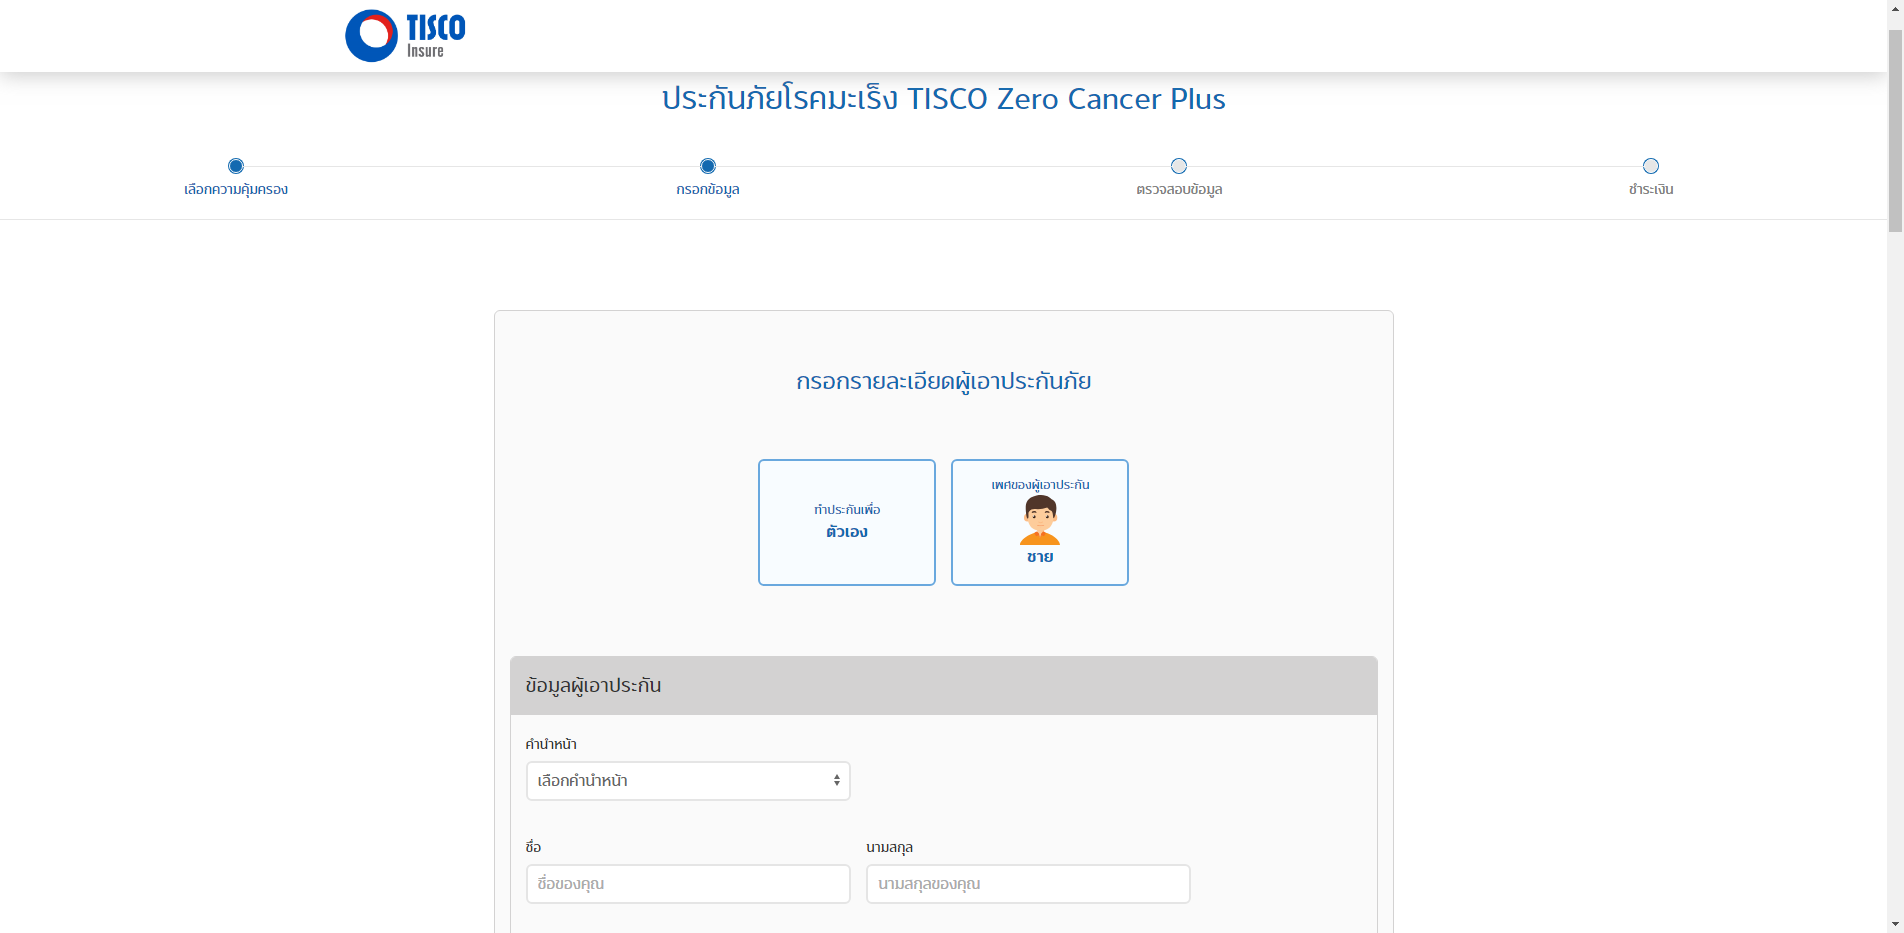 TISCO
Insure
ประกันภัยโรคมะเร็ง TISCO Zero Cancer Plus
เลือกความคุ้มครอง
กรอกข้อมูล
ตรวจสอบข้อมูล
ชำระเงิน
กรอกรายละเอียดผู้เอาประกันภัย
ทำประกันเพื่อ
ตัวเอง
เพศของผู้เอาประกัน
ชาย
ข้อมูลผู้เอาประกัน
คำนำหน้า
เลือกคำนำหน้า
ชื่อ
นามสกุล
ชื่อของคุณ
นามสกุลของคุณ